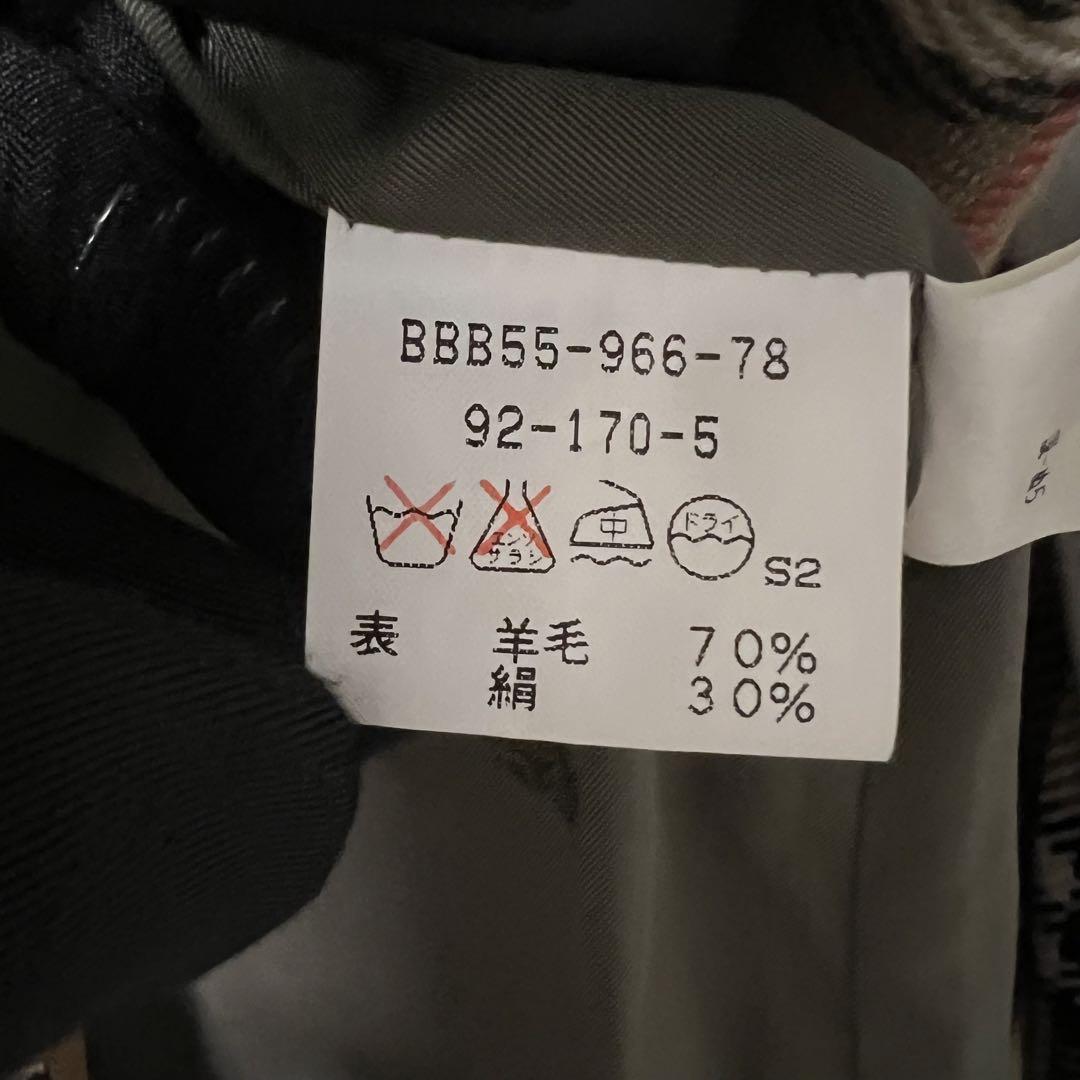 BBB55-966-78
92-170-5
エンソ
サラシ
中
ドライ
S2
表 羊毛 70%
絹 30%